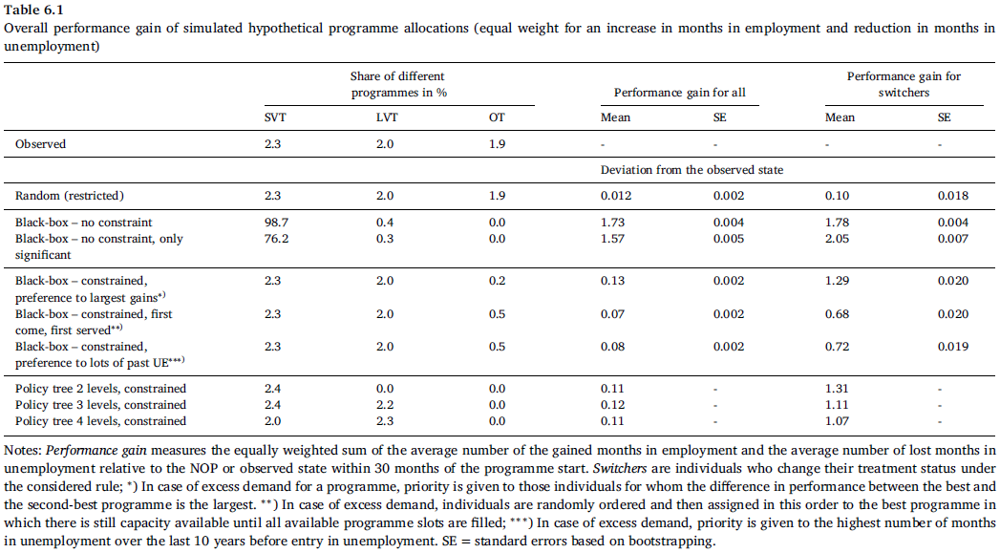 Table 6.1
Overall performance gain of simulated hypothetical programme allocations (equal weight for an increase in months in employment and reduction in months in
unemployment)
Share of different
programmes in %
Performance gain for all
Performance gain for
switchers
SVT LVT OT Mean SE Mean SE
Observed 2.3 2.0 1.9 - - - -
Deviation from the observed state
Random (restricted) 2.3 2.0 1.9 0.012 0.002 0.10 0.018
Black-box – no constraint 98.7 0.4 0.0 1.73 0.004 1.78 0.004
Black-box – no constraint, only 76.2 0.3 0.0 1.57 0.005 2.05 0.007
significant
Black-box – constrained, 2.3 2.0 0.2 0.13 0.002 1.29 0.020
preference to largest gains*)
Black-box – constrained, first 2.3 2.0 0.5 0.07 0.002 0.68 0.020
come, first served**)
Black-box – constrained, 2.3 2.0 0.5 0.08 0.002 0.72 0.019
preference to lots of past UE***)
Policy tree 2 levels, constrained 2.4 0.0 0.0 0.11 - 1.31 -
Policy tree 3 levels, constrained 2.4 2.2 0.0 0.12 - 1.11 -
Policy tree 4 levels, constrained 2.0 2.3 0.0 0.11 - 1.07 -
Notes: Performance gain measures the equally weighted sum of the average number of the gained months in employment and the average number of lost months in
unemployment relative to the NOP or observed state within 30 months of the programme start. Switchers are individuals who change their treatment status under
the considered rule; *) In case of excess demand for a programme, priority is given to those individuals for whom the difference in performance between the best and
the second-best programme is the largest. **) In case of excess demand, individuals are randomly ordered and then assigned in this order to the best programme in
which there is still capacity available until all available programme slots are filled; ***) In case of excess demand, priority is given to the highest number of months
in unemployment over the last 10 years before entry in unemployment. SE = standard errors based on bootstrapping.